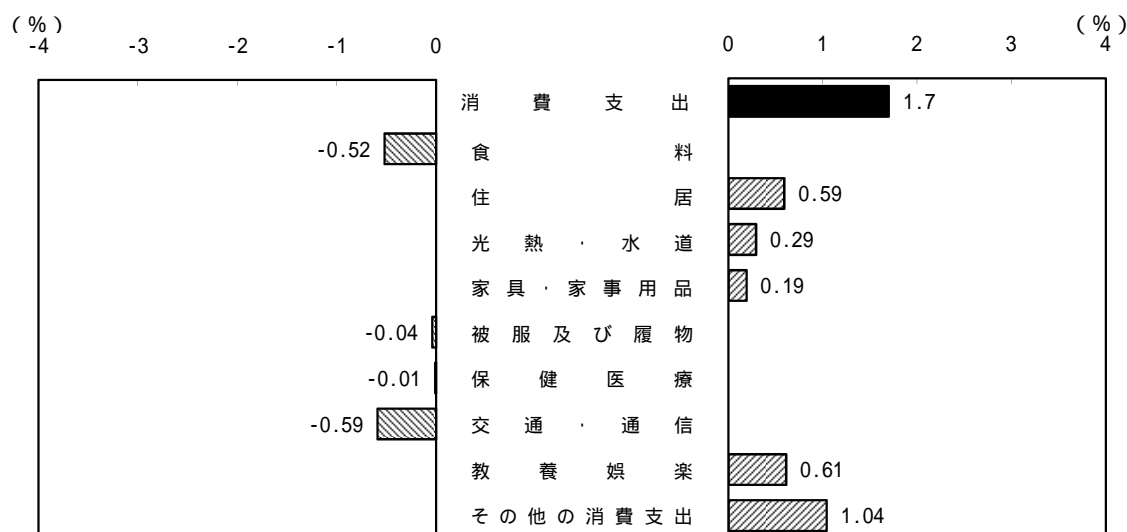 (%) (%)
-4 -3 -2 -1 0 0 1 2 3 4
消費支出 1.7
-0.52 食料
住居 0.59
光熱・水道 0.29
家具・家事用品 0.19
-0.04 被服及び履物
-0.01 保健医療
-0.59 交通・通信
教養娯楽 0.61
その他の消費支出 1.04